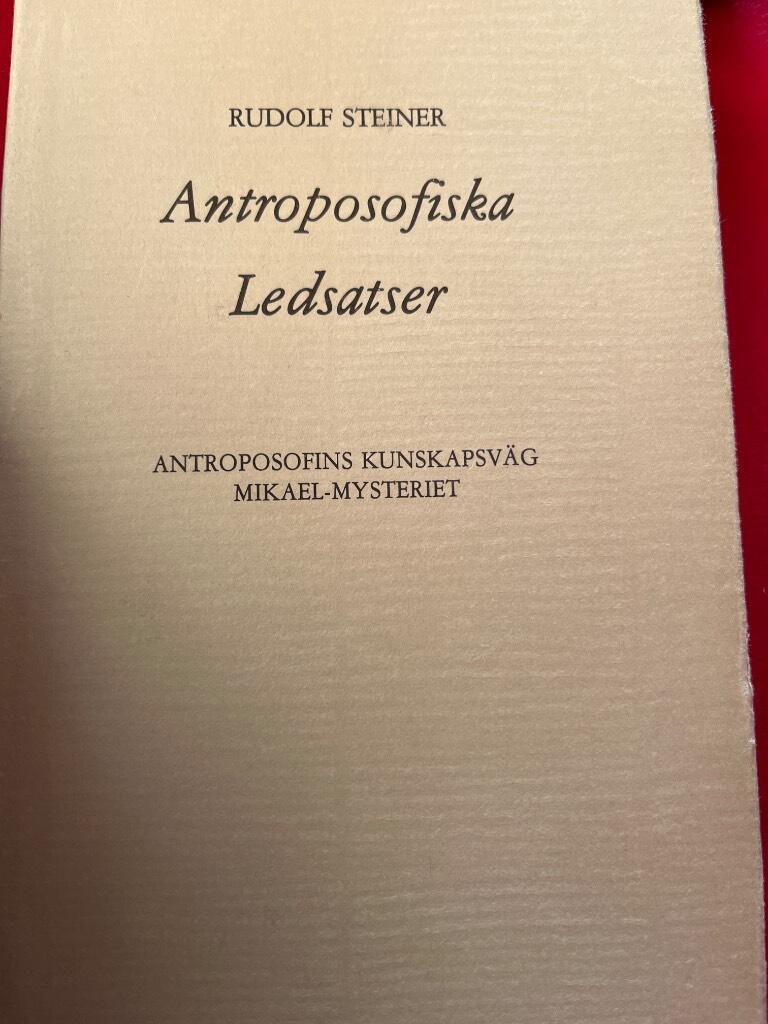 RUDOLF STEINER
Antroposofiska
Ledsatser
ANTROPOSOFINS KUNSKAPSVÄG
MIKAEL-MYSTERIET